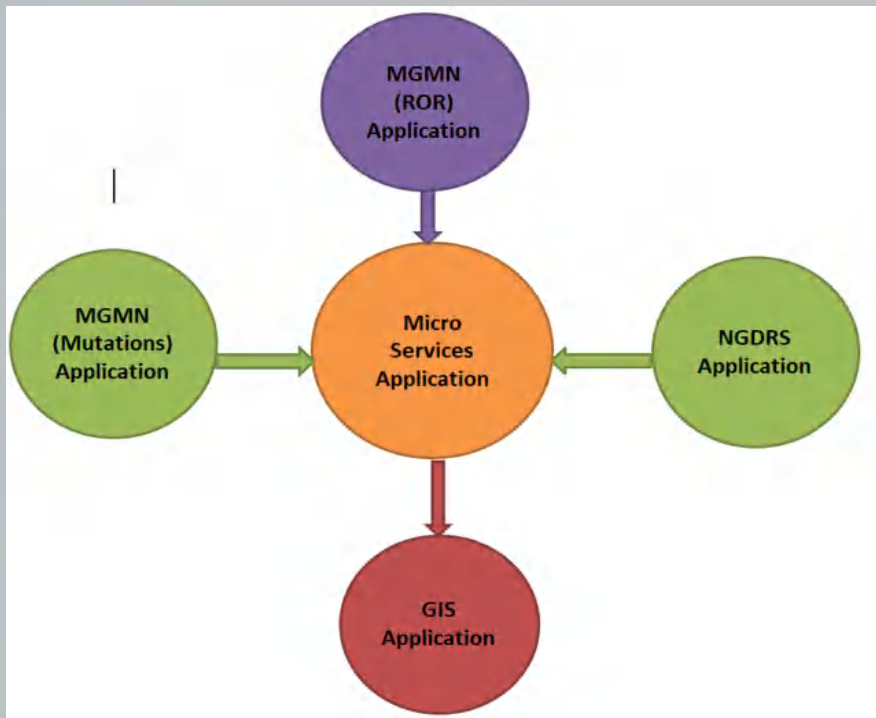 MGMN
(ROR)
Application
MGMN
(Mutations)
Application
Micro
Services
Application
NGDRS
Application
GIS
Application